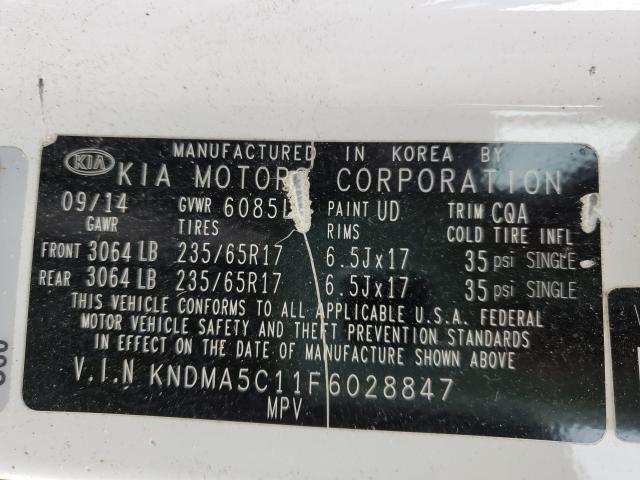 MANUFACTURED IN KOREA BY
KIA KIA MOTORS CORPORATION
09/14 GVWR 6085L PAINT UD TRIM CQA
GAWR TIRES RIMS COLD TIRE INFL
FRONT 3064 LB 235/65R17 6.5Jx17 35 psi SINGLE
REAR 3064 LB 235/65R17 6.5Jx17 35 psi SINGLE
THIS VEHICLE CONFORMS TO ALL APPLICABLE U.S.A. FEDERAL
MOTOR VEHICLE SAFETY AND THEFT PREVENTION STANDARDS
IN EFFECT ON THE DATE OF MANUFACTURE SHOWN ABOVE
V.I.N KNDMA5C11F6028847
MPV